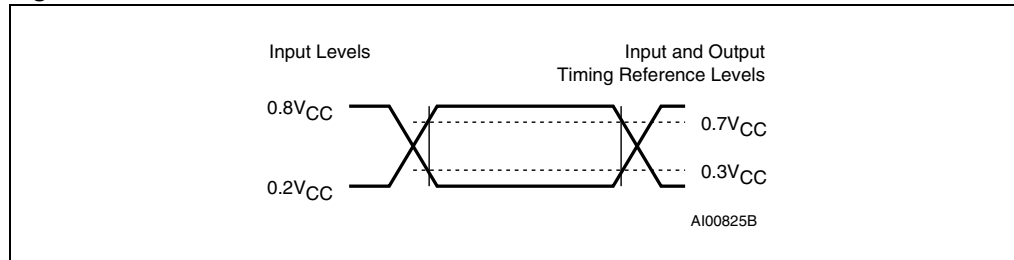 Input Levels
Input and Output
Timing Reference Levels
0.8VCC
0.7VCC
0.3VCC
0.2VCC
AI00825B